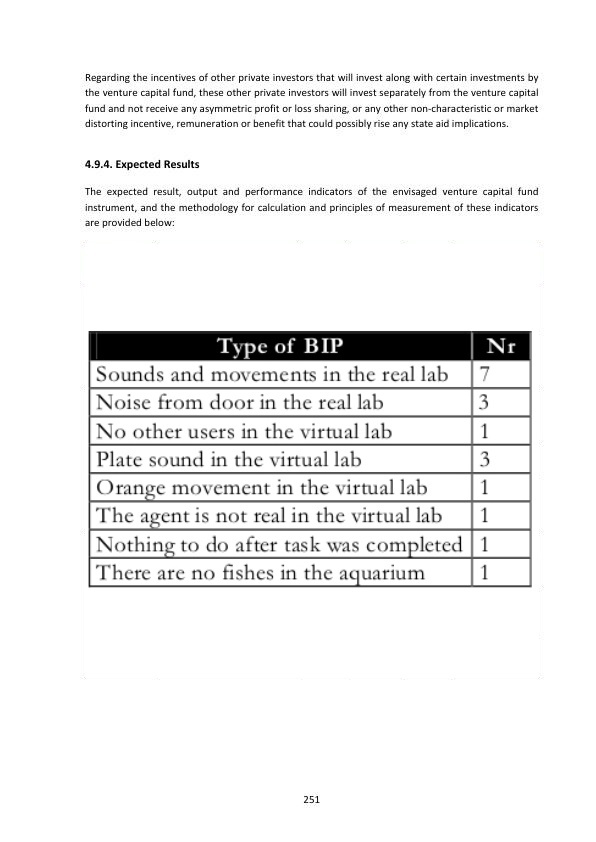 Regarding the incentives of other private investors that will invest along with certain investments by
the venture capital fund, these other private investors will invest separately from the venture capital
fund and not receive any asymmetric profit or loss sharing, or any other non-characteristic or market
distorting incentive, remuneration or benefit that could possibly rise any state aid implications.
4.9.4. Expected Results
The expected result, output and performance indicators of the envisaged venture capital fund
instrument, and the methodology for calculation and principles of measurement of these indicators
are provided below:
Type of BIP Nr
Sounds and movements in the real lab 7
Noise from door in the real lab 3
No other users in the virtual lab 1
Plate sound in the virtual lab 3
Orange movement in the virtual lab 1
The agent is not real in the virtual lab 1
Nothing to do after task was completed 1
There are no fishes in the aquarium 1
251